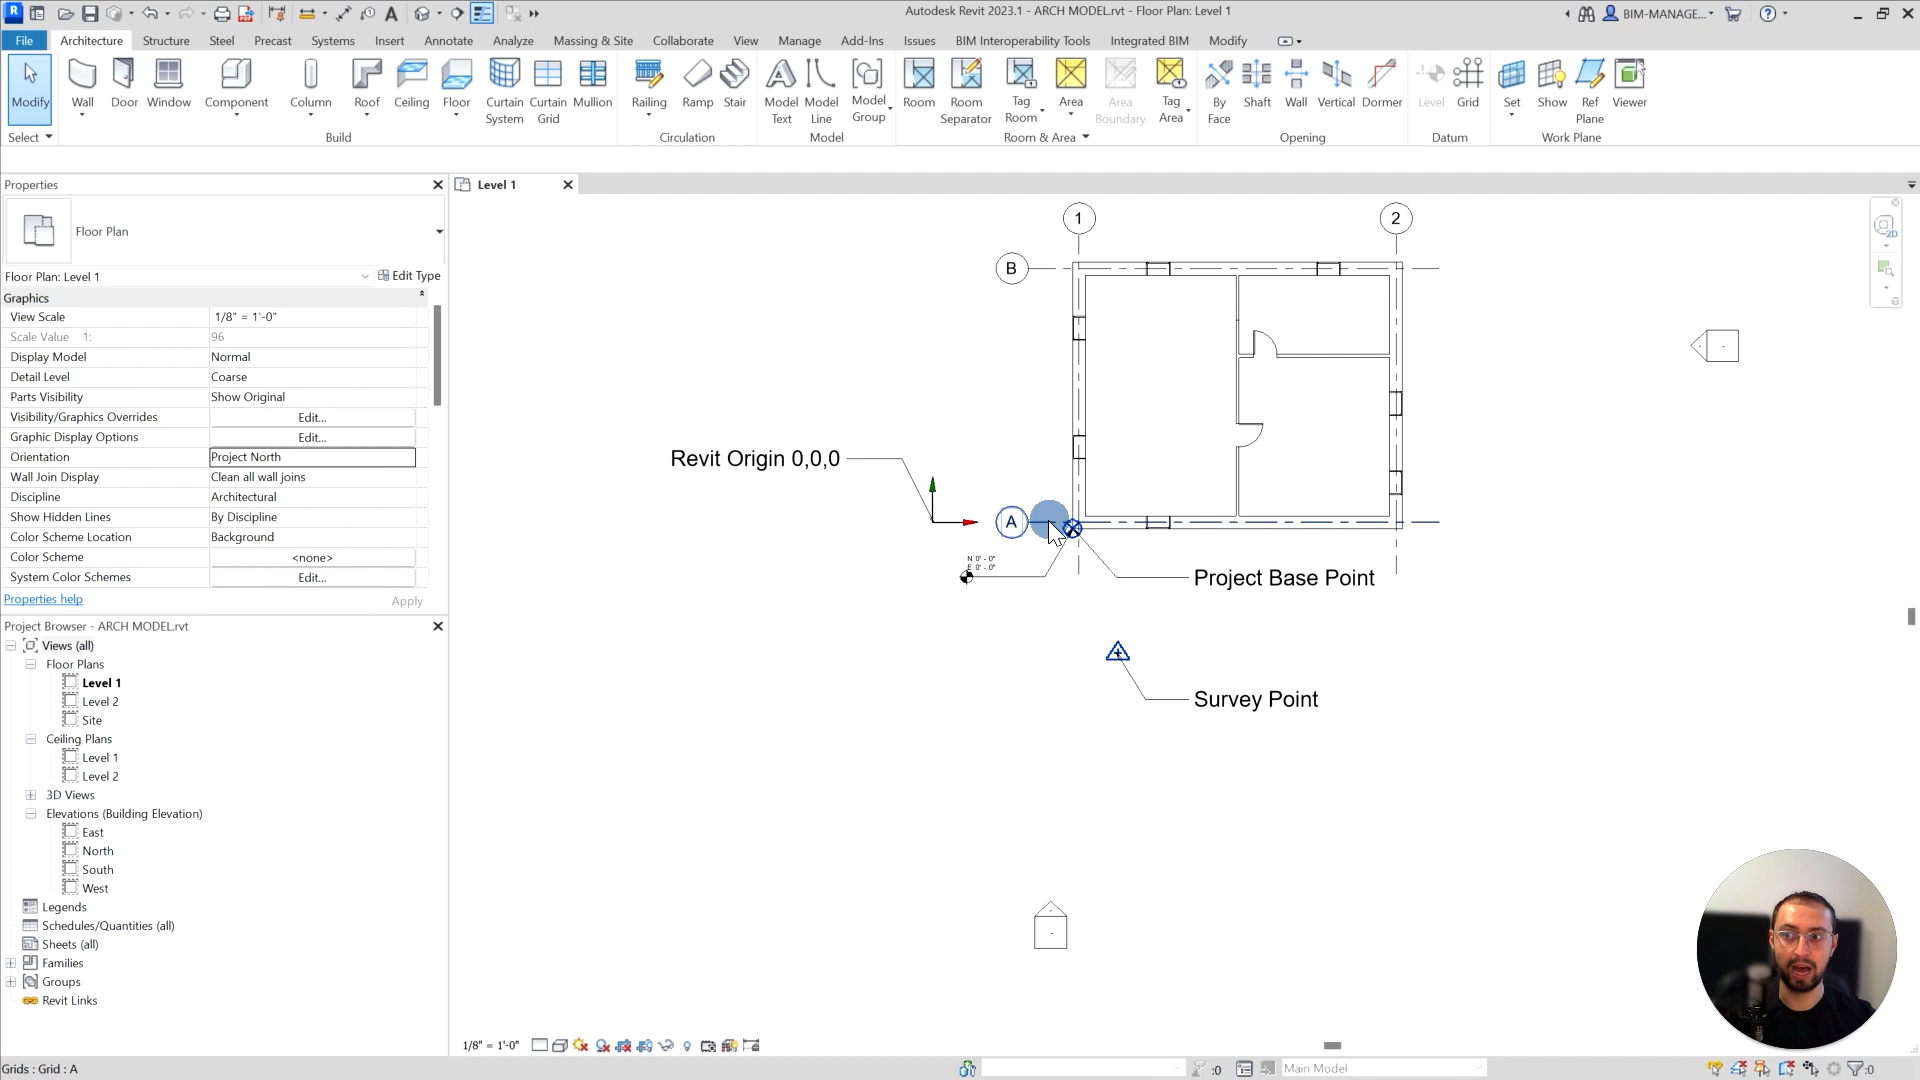 Autodesk Revit 2023.1 - ARCH MODEL.rvt - Floor Plan: Level 1
BIM-MANAGE...
File
Architecture
Structure
Steel
Precast
Systems
Insert
Annotate
Analyze
Massing & Site
Collaborate
View
Manage
Add-Ins
Issues
BIM Interoperability Tools
Integrated BIM
Modify
Modify
Wall
Door
Window
Component
Column
Roof
Ceiling
Floor
Curtain
System
Curtain
Grid
Mullion
Railing
Ramp
Stair
Model
Text
Model
Line
Model
Group
Room
Room
Separator
Tag
Room
Area
Area
Boundary
Tag
Area
By
Face
Shaft
Wall
Vertical
Dormer
Level
Grid
Set
Show
Ref
Plane
Viewer
Select
Build
Circulation
Model
Room & Area
Opening
Datum
Work Plane
Properties
Floor Plan
Floor Plan: Level 1
Edit Type
Graphics
View Scale 1/8" = 1'-0"
Scale Value 1: 96
Display Model Normal
Detail Level Coarse
Parts Visibility Show Original
Visibility/Graphics Overrides Edit...
Graphic Display Options Edit...
Orientation Project North
Wall Join Display Clean all wall joins
Discipline Architectural
Show Hidden Lines By Discipline
Color Scheme Location Background
Color Scheme <none>
System Color Schemes Edit...
Properties help
Apply
Project Browser - ARCH MODEL.rvt
Views (all)
Floor Plans
Level 1
Level 2
Site
Ceiling Plans
Level 1
Level 2
3D Views
Elevations (Building Elevation)
East
North
South
West
Legends
Schedules/Quantities (all)
Sheets (all)
Families
Groups
Revit Links
Level 1
1
2
B
Revit Origin 0,0,0
A
N 0' - 0"
E 0' - 0"
Project Base Point
Survey Point
2D
1/8" = 1'-0"
Grids : Grid : A
:0
Main Model
:0